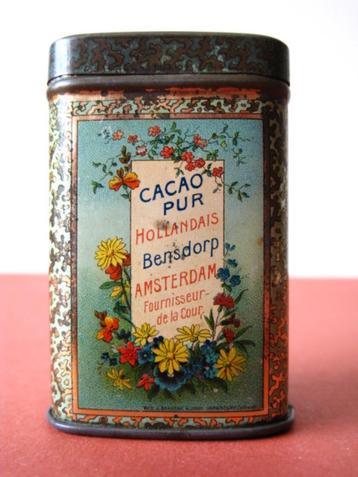 CACAO
PUR
HOLLANDAIS
Bensdorp
AMSTERDAM
Fournisseur-
de la Cour.